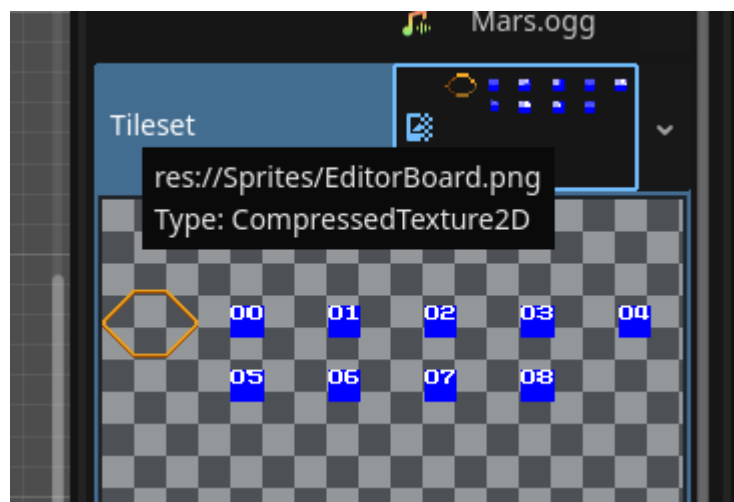 Mars.ogg
Tileset
res://Sprites/EditorBoard.png
Type: CompressedTexture2D
00 01 02 03 04
05 06 07 08